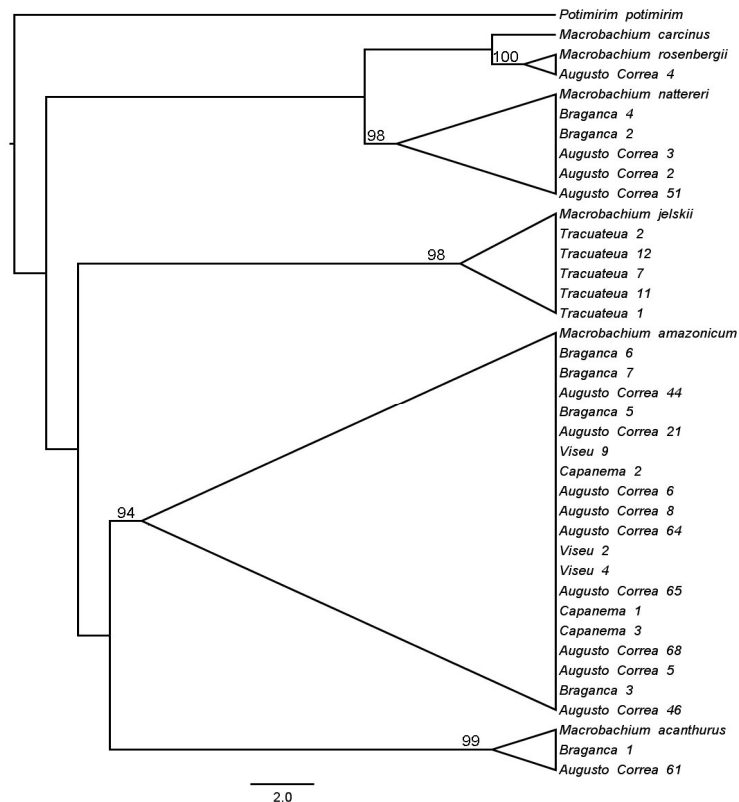 Potimirim potimirim
Macrobachium carcinus
100
Macrobachium rosenbergii
Augusto Correa 4
Macrobachium nattereri
Braganca 4
Braganca 2
98
Augusto Correa 3
Augusto Correa 2
Augusto Correa 51
Macrobachium jelskii
Tracuateua 2
98
Tracuateua 12
Tracuateua 7
Tracuateua 11
Tracuateua 1
Macrobachium amazonicum
Braganca 6
Braganca 7
Augusto Correa 44
Braganca 5
Augusto Correa 21
Viseu 9
Capanema 2
Augusto Correa 6
94
Augusto Correa 8
Augusto Correa 64
Viseu 2
Viseu 4
Augusto Correa 65
Capanema 1
Capanema 3
Augusto Correa 68
Augusto Correa 5
Braganca 3
Augusto Correa 46
Macrobachium acanthurus
99
Braganca 1
Augusto Correa 61
2.0